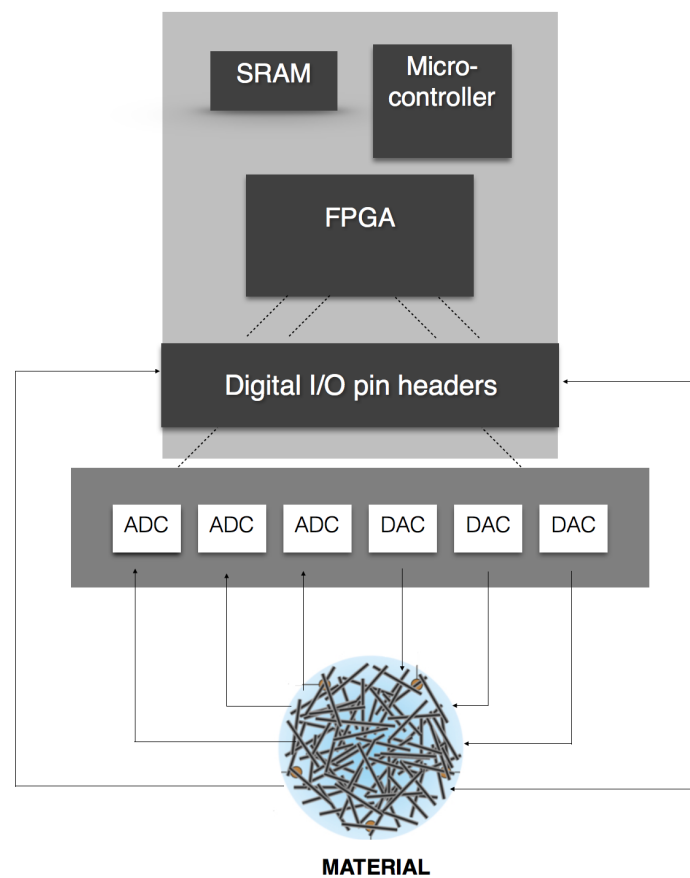 SRAM
Micro-
controller
FPGA
Digital I/O pin headers
ADC ADC ADC DAC DAC DAC
MATERIAL